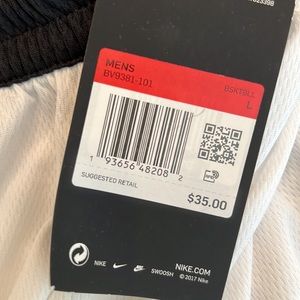 MENS
BV9381-101
BSKTBLL
L
1 93656 48208 2
SUGGESTED RETAIL
$35.00
NIKE
SWOOSH
NIKE.COM
© 2017 Nike